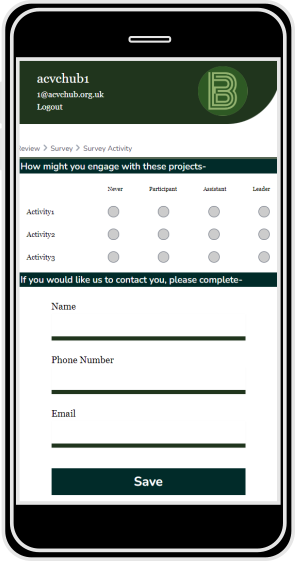 acvchub1
1@acvchub.org.uk
Logout
B
Review > Survey > Survey Activity
How might you engage with these projects-
Never Participant Assistant Leader
Activity1
Activity2
Activity3
If you would like us to contact you, please complete-
Name
Phone Number
Email
Save